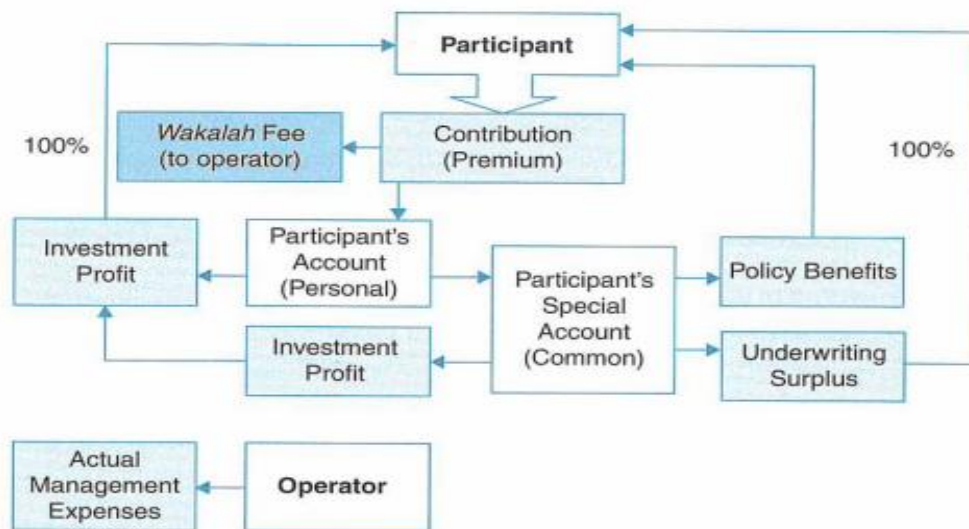 Participant
100%
Wakalah Fee
(to operator)
Contribution
(Premium)
100%
Investment
Profit
Participant's
Account
(Personal)
Participant's
Special
Account
(Common)
Policy Benefits
Investment
Profit
Underwriting
Surplus
Actual
Management
Expenses
Operator